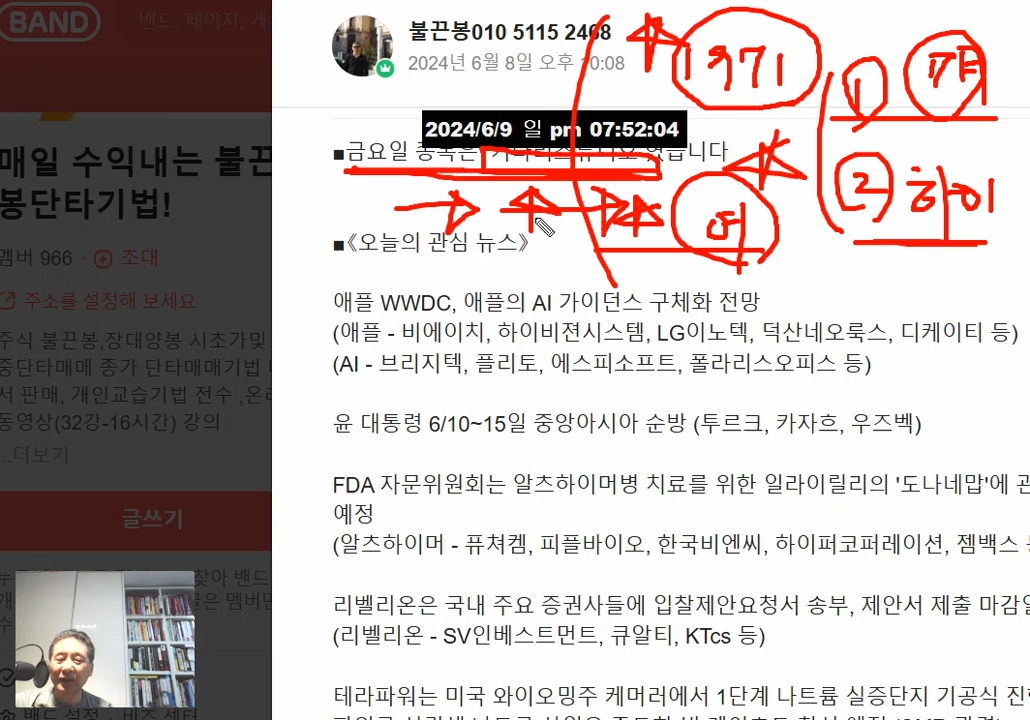 BAND
밴드, 페이지, 게
불끈봉010 5115 2468
2024년 6월 8일 오후 10:08
1971
1
2
하이
여
2024/6/9 일 pm 07:52:04
■금요일 종목은
였습니다
매일 수익내는 불끈
봉단타기법!
멤버 966 · 초대
주소를 설정해 보세요
주식 불끈봉,장대양봉 시초가및
중단타매매 종가 단타매매기법
서 판매, 개인교습기법 전수 ,온
동영상(32강-16시간) 강의
...더보기
글쓰기
찾아 밴드
글은 멤버만
밴드 설정
■《오늘의 관심 뉴스》
애플 WWDC, 애플의 AI 가이던스 구체화 전망
(애플 - 비에이치, 하이비젼시스템, LG이노텍, 덕산네오룩스, 디케이티 등)
(AI - 브리지텍, 플리토, 에스피소프트, 폴라리스오피스 등)
윤 대통령 6/10~15일 중앙아시아 순방 (투르크, 카자흐, 우즈벡)
FDA 자문위원회는 알츠하이머병 치료를 위한 일라이릴리의 '도나네맙'에 관
예정
(알츠하이머 - 퓨쳐켐, 피플바이오, 한국비엔씨, 하이퍼코퍼레이션, 젬백스
리벨리온은 국내 주요 증권사들에 입찰제안요청서 송부, 제안서 제출 마감일
(리벨리온 - SV인베스트먼트, 큐알티, KTcs 등)
테라파워는 미국 와이오밍주 케머러에서 1단계 나트륨 실증단지 기공식 진